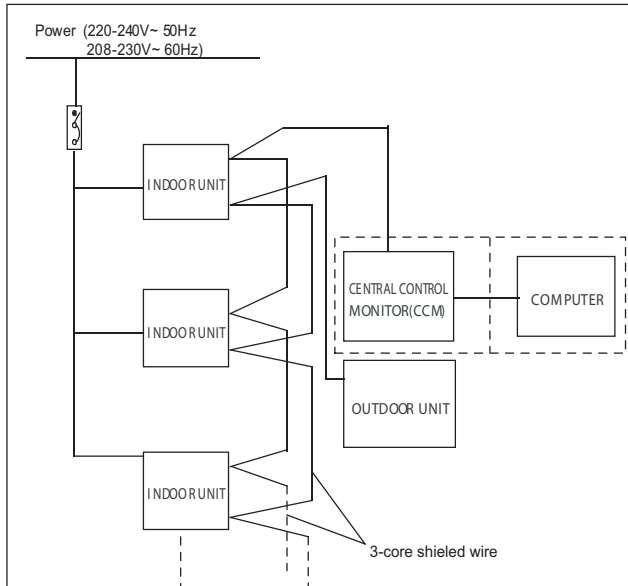 Power (220-240V~ 50Hz
208-230V~ 60Hz)
INDOOR UNIT
CENTRAL CONTROL
MONITOR(CCM)
COMPUTER
INDOOR UNIT
OUTDOOR UNIT
INDOOR UNIT
3-core shieled wire